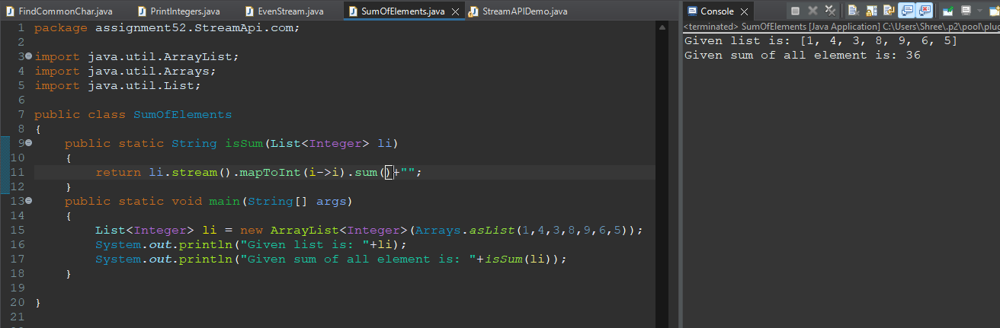 FindCommonChar.java PrintIntegers.java EvenStream.java SumOfElements.java StreamAPIDemo.java
1 package assignment52.StreamApi.com;
2
3 import java.util.ArrayList;
4 import java.util.Arrays;
5 import java.util.List;
6
7 public class SumOfElements
8 {
9 public static String isSum(List<Integer> li)
10 {
11 return li.stream().mapToInt(i->i).sum()+"";
12 }
13 public static void main(String[] args)
14 {
15 List<Integer> li = new ArrayList<Integer>(Arrays.asList(1,4,3,8,9,6,5));
16 System.out.println("Given list is: "+li);
17 System.out.println("Given sum of all element is: "+isSum(li));
18 }
19
20 }
21
Console
<terminated> SumOfElements [Java Application] C:\Users\Shree\.p2\pool\plug
Given list is: [1, 4, 3, 8, 9, 6, 5]
Given sum of all element is: 36